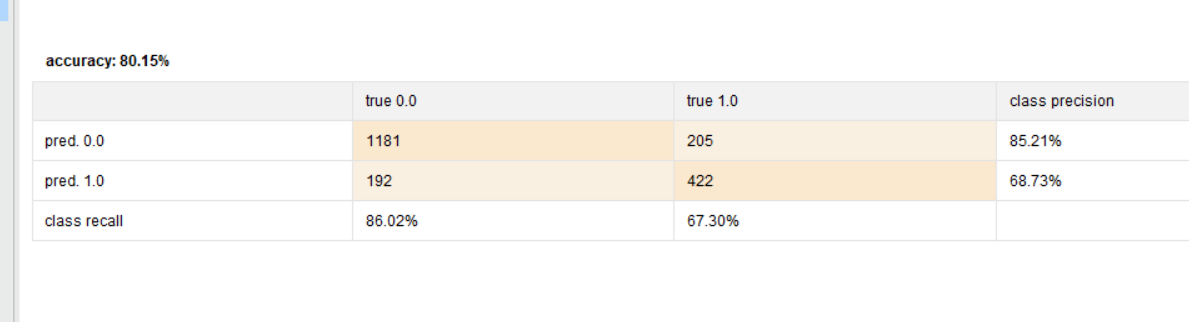 accuracy: 80.15%
true 0.0 true 1.0 class precision
pred. 0.0 1181 205 85.21%
pred. 1.0 192 422 68.73%
class recall 86.02% 67.30%